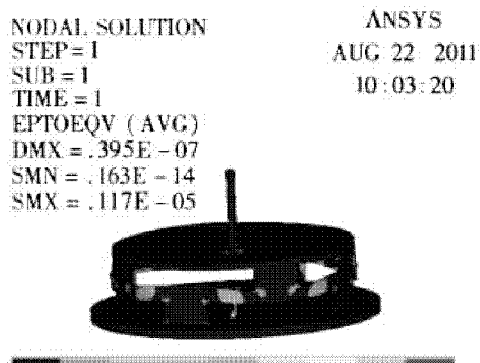 NODAL SOLUTION
STEP=1
SUB=1
TIME=1
EPTOEQV (AVG)
DMX=.395E-07
SMN=.163E-14
SMX=.117E-05
ANSYS
AUG 22 2011
10:03:20